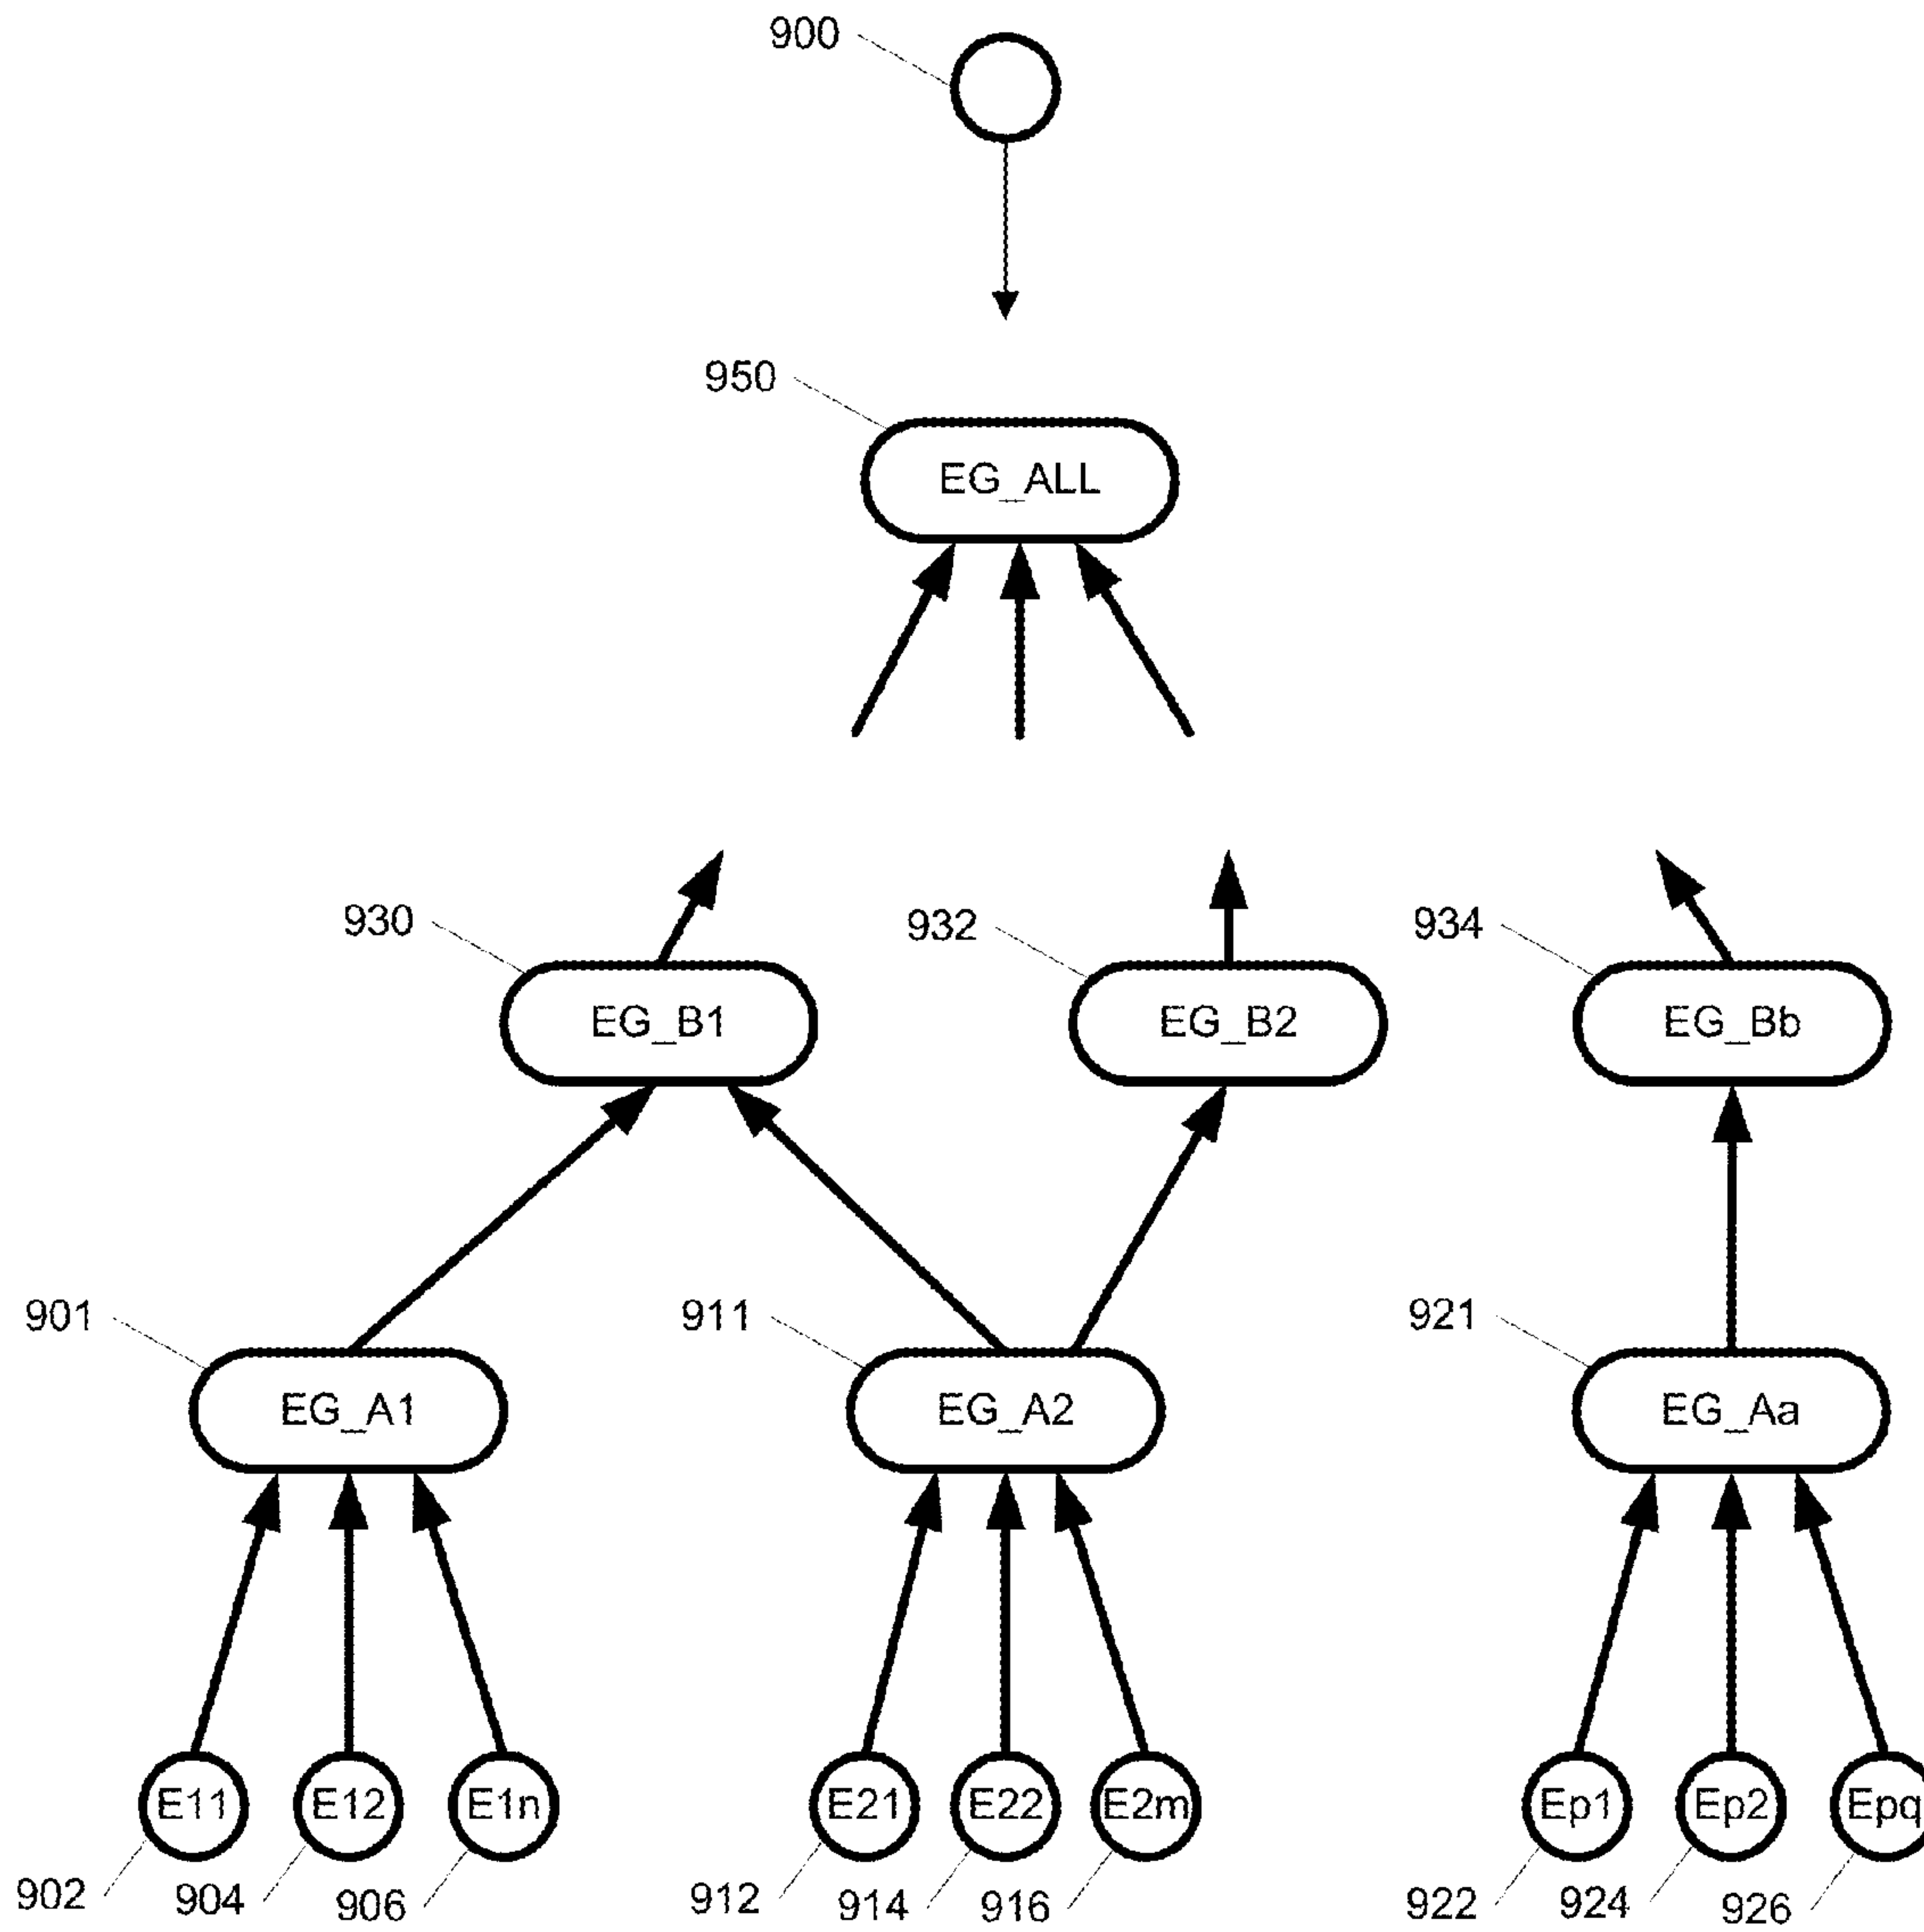 900
950
EG_ALL
930
932
934
EG_B1
EG_B2
EG_Bb
901
911
921
EG_A1
EG_A2
EG_Aa
E11
E12
E1n
E21
E22
E2m
Ep1
Ep2
Epq
902
904
906
912
914
916
922
924
926